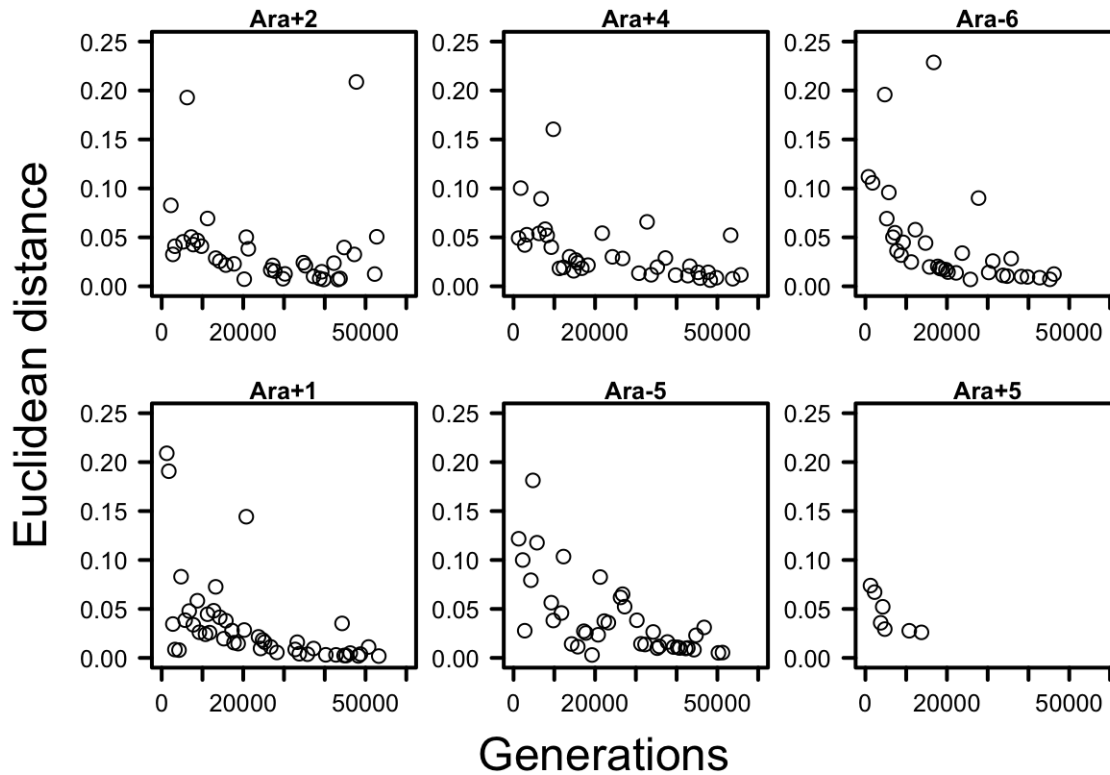 Ara+2 Ara+4 Ara-6
0.25 0.25 0.25
0.20 0.20 0.20
0.15 0.15 0.15
0.10 0.10 0.10
0.05 0.05 0.05
0.00 0.00 0.00
0 20000 50000 0 20000 50000 0 20000 50000
Euclidean distance
Ara+1 Ara-5 Ara+5
0.25 0.25 0.25
0.20 0.20 0.20
0.15 0.15 0.15
0.10 0.10 0.10
0.05 0.05 0.05
0.00 0.00 0.00
0 20000 50000 0 20000 50000 0 20000 50000
Generations